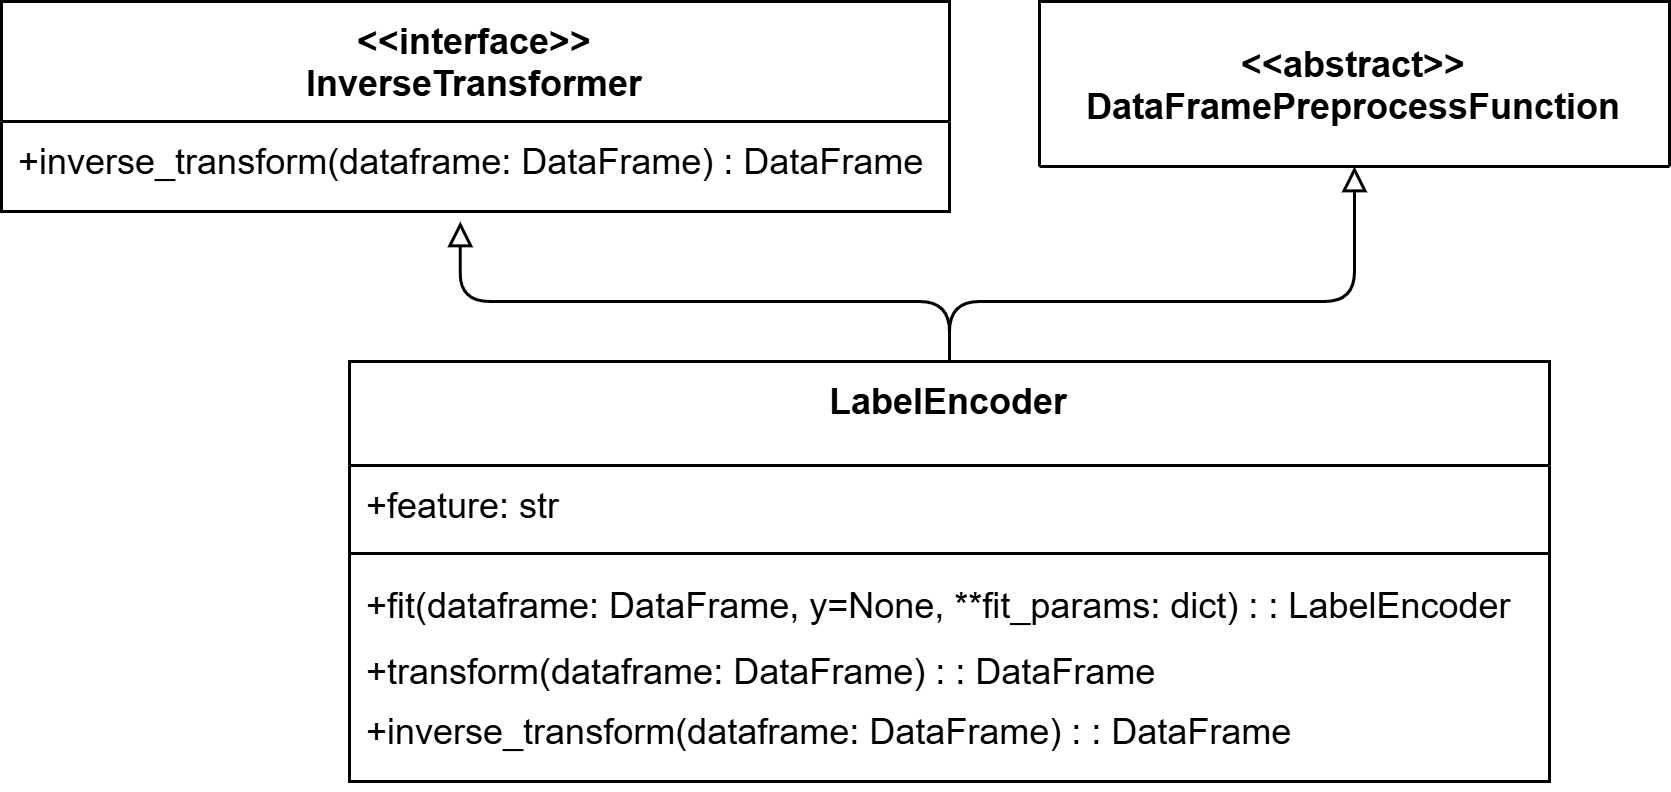 <<interface>>
InverseTransformer
+inverse_transform(dataframe: DataFrame) : DataFrame
<<abstract>>
DataFramePreprocessFunction
LabelEncoder
+feature: str
+fit(dataframe: DataFrame, y=None, **fit_params: dict) : : LabelEncoder
+transform(dataframe: DataFrame) : : DataFrame
+inverse_transform(dataframe: DataFrame) : : DataFrame